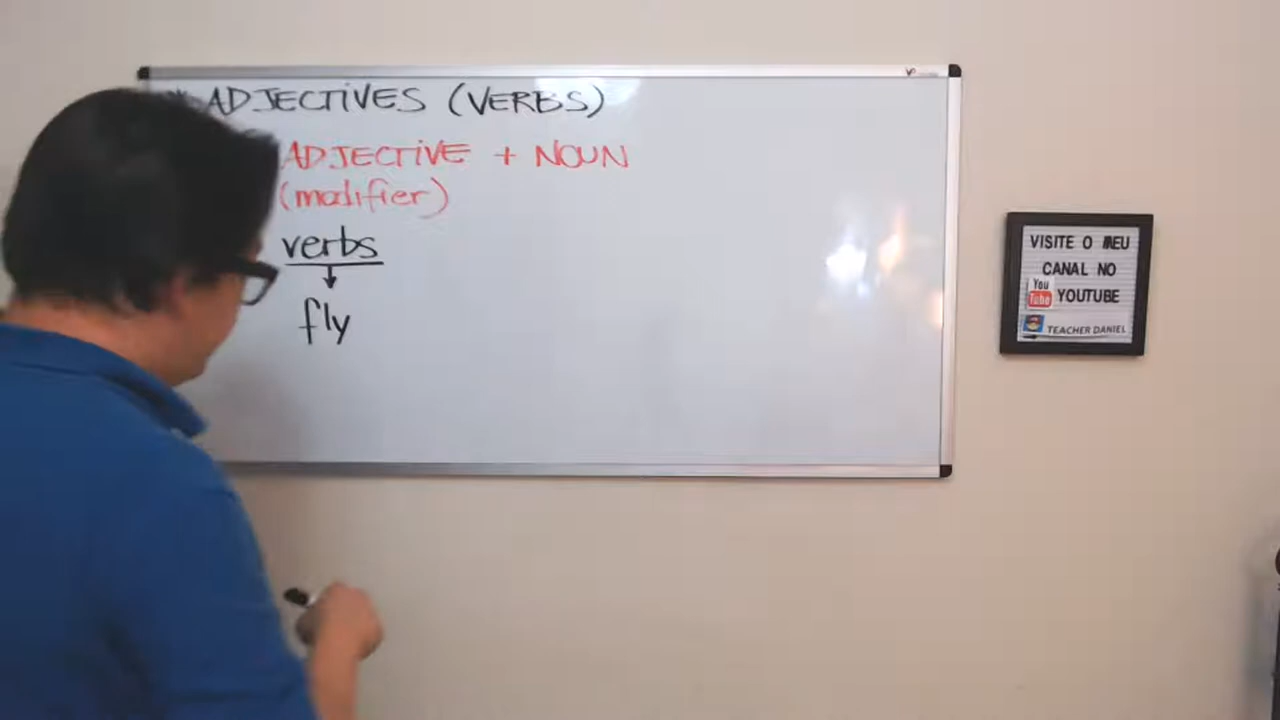 * ADJECTIVES (VERBS)
ADJECTIVE + NOUN
(modifier)
verbs
fly
VISITE O MEU
CANAL NO
You
Tube YOUTUBE
TEACHER DANIEL